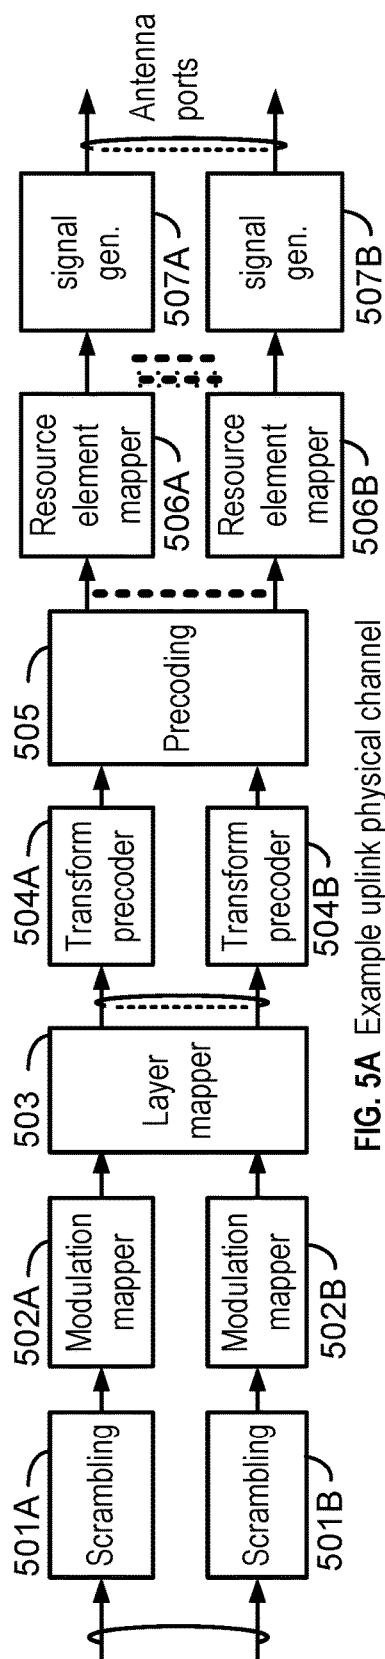 501A
Scrambling
502A
Modulation
mapper
503
Layer
mapper
504A
Transform
precoder
505
Precoding
Resource
element
mapper
506A
signal
gen.
507A
Antenna
ports
Scrambling
501B
Modulation
mapper
502B
Transform
precoder
504B
Resource
element
mapper
506B
signal
gen.
507B
FIG. 5A Example uplink physical channel